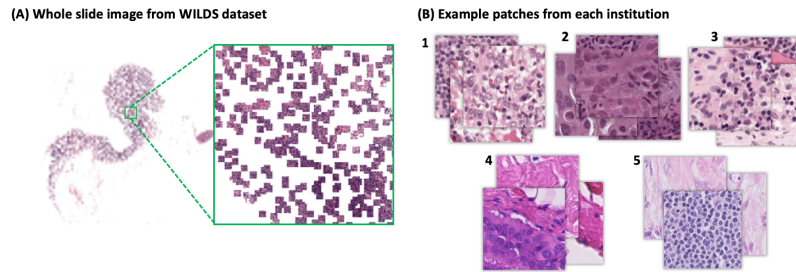 (A) Whole slide image from WILDS dataset
(B) Example patches from each institution
1
2
3
4
5